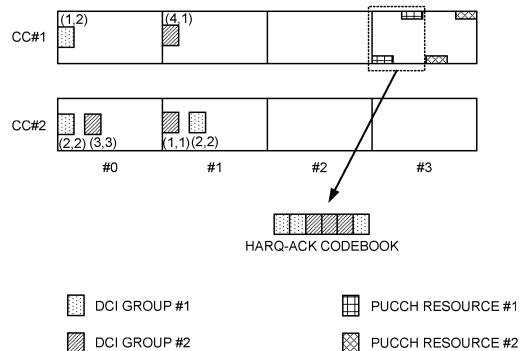 (1,2)
(4,1)
CC#1
CC#2
(2,2) (3,3)
(1,1) (2,2)
#0 #1 #2 #3
HARQ-ACK CODEBOOK
DCI GROUP #1
PUCCH RESOURCE #1
DCI GROUP #2
PUCCH RESOURCE #2